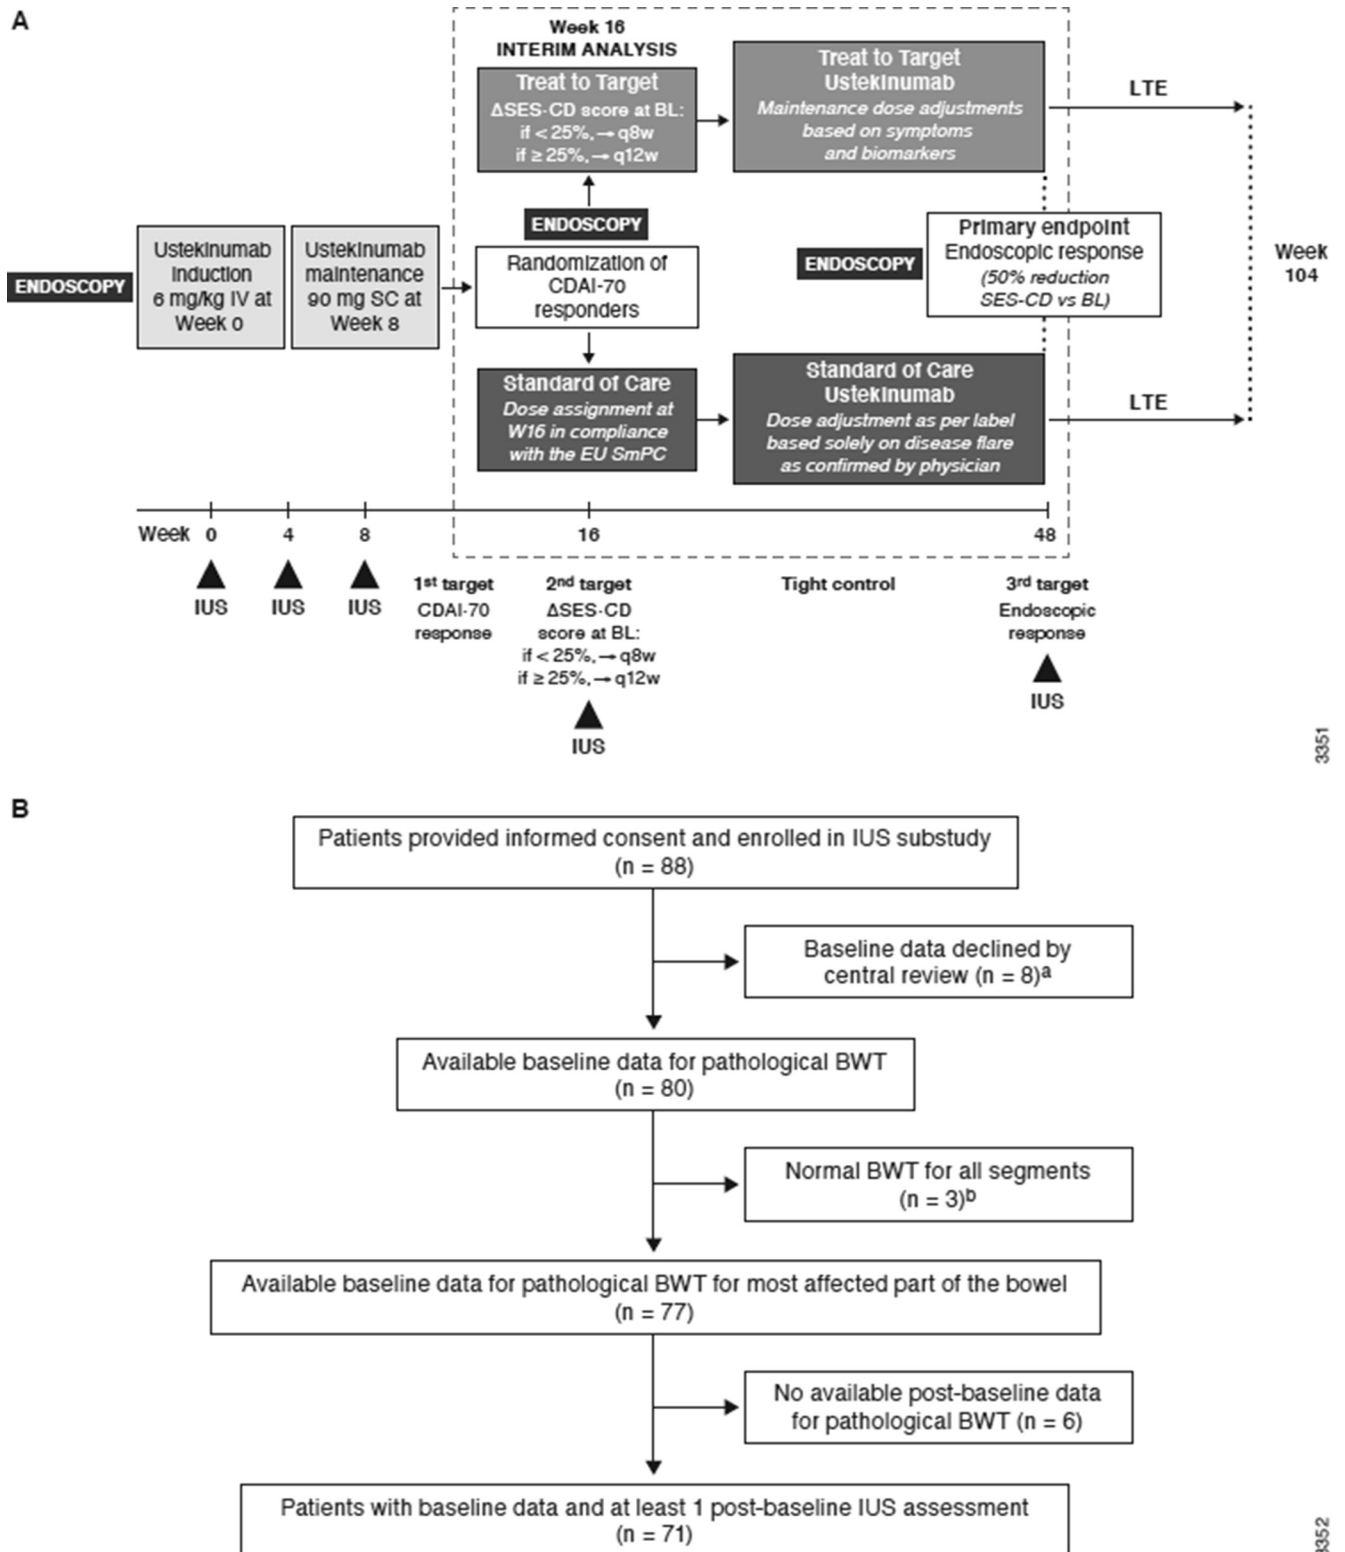 A
Week 16
INTERIM ANALYSIS
Treat to Target
ΔSES-CD score at BL:
if < 25%, → q8w
if ≥ 25%, → q12w
Treat to Target
Ustekinumab
Maintenance dose adjustments
based on symptoms
and biomarkers
LTE
ENDOSCOPY
Ustekinumab
induction
6 mg/kg IV at
Week 0
Ustekinumab
maintenance
90 mg SC at
Week 8
ENDOSCOPY
Randomization of
CDAI-70
responders
ENDOSCOPY
Primary endpoint
Endoscopic response
(50% reduction
SES-CD vs BL)
Week
104
Standard of Care
Dose assignment at
W16 in compliance
with the EU SmPC
Standard of Care
Ustekinumab
Dose adjustment as per label
based solely on disease flare
as confirmed by physician
LTE
Week 0 4 8 16 48
IUS
IUS
IUS
1st target
CDAI-70
response
2nd target
ΔSES-CD
score at BL:
if < 25%, → q8w
if ≥ 25%, → q12w
IUS
Tight control
3rd target
Endoscopic
response
IUS
3351
B
Patients provided informed consent and enrolled in IUS substudy
(n = 88)
Baseline data declined by
central review (n = 8)a
Available baseline data for pathological BWT
(n = 80)
Normal BWT for all segments
(n = 3)b
Available baseline data for pathological BWT for most affected part of the bowel
(n = 77)
No available post-baseline data
for pathological BWT (n = 6)
Patients with baseline data and at least 1 post-baseline IUS assessment
(n = 71)
3352